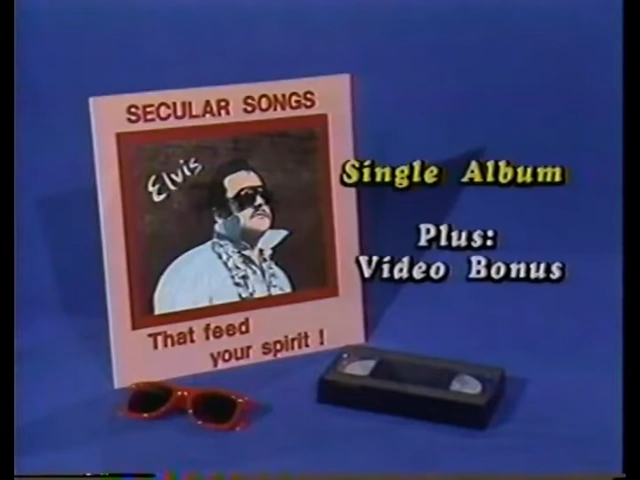 SECULAR SONGS
Elvis
That feed
your spirit !
Single Album
Plus:
Video Bonus